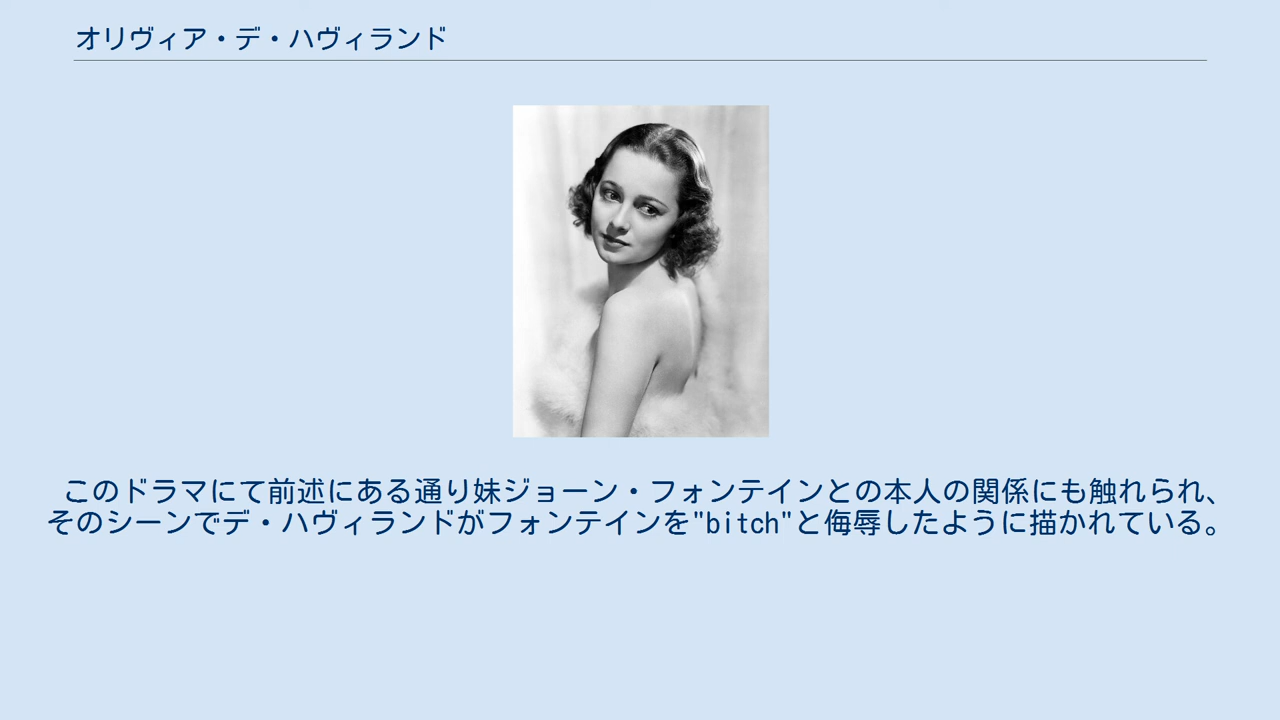 オリヴィア・デ・ハヴィランド
このドラマにて前述にある通り妹ジョーン・フォンテインとの本人の関係にも触れられ、
そのシーンでデ・ハヴィランドがフォンテインを"bitch"と侮辱したように描かれている。